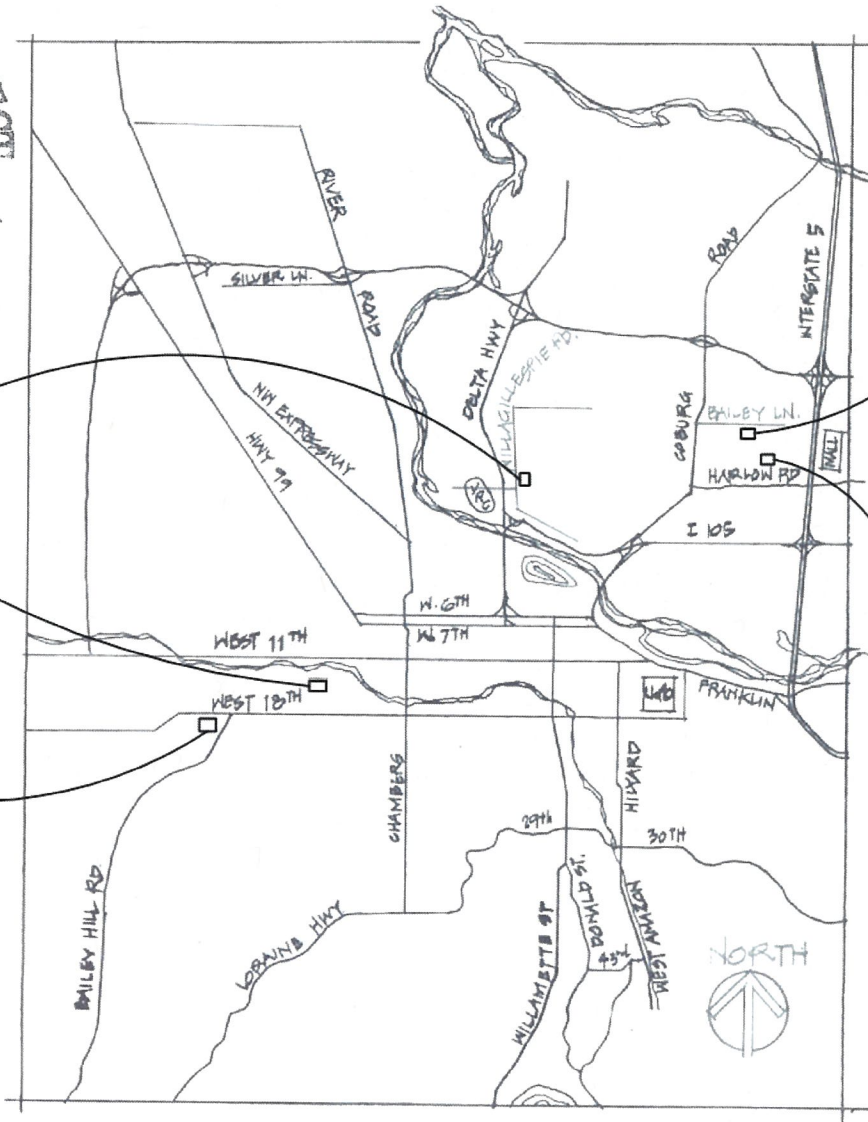 RIVER
ROAD
SILVER LN.
ROAD
INTERSTATE 5
DELTA HWY
GILLESPIE RD.
COBURG
BAILEY LN.
MALL
HARLOW RD
NW EXPRESSWAY
HWY 99
VRC
I 105
W. 6TH
W. 7TH
WEST 11TH
WEST 18TH
U of O
FRANKLIN
CHAMBERS
HILYARD
29th
30TH
DONALD ST.
BAILEY HILL RD
LORAINE HWY
WILLAMETTE ST
43rd
WEST AMAZON
NORTH